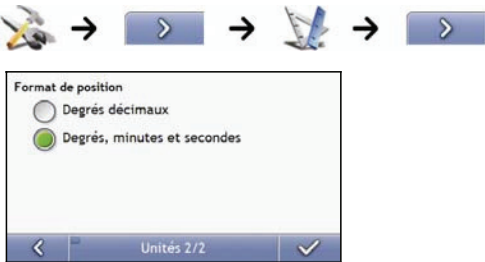 Format de position
Degrés décimaux
Degrés, minutes et secondes
Unités 2/2